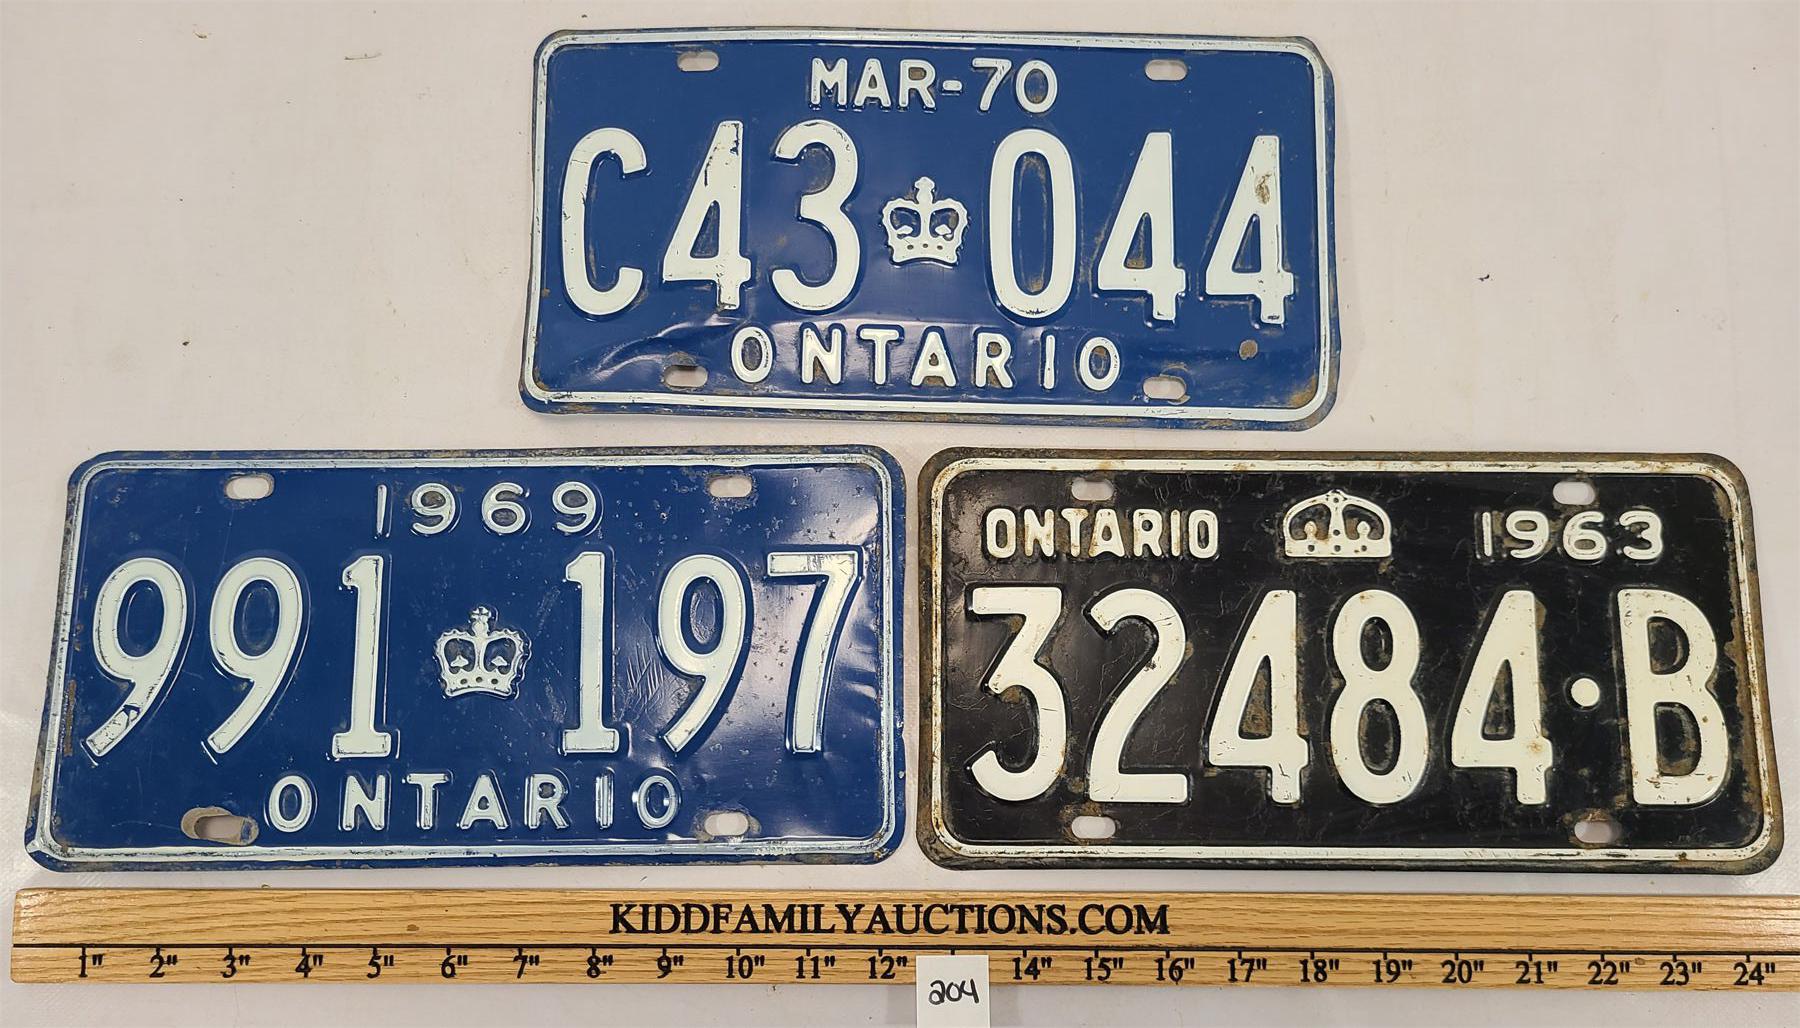 MAR-70
C43 044
ONTARIO
1969
991 197
ONTARIO
ONTARIO 1963
32484·B
KIDDFAMILYAUCTIONS.COM
1" 2" 3" 4" 5" 6" 7" 8" 9" 10" 11" 12" 14" 15" 16" 17" 18" 19" 20" 21" 22" 23" 24"
204